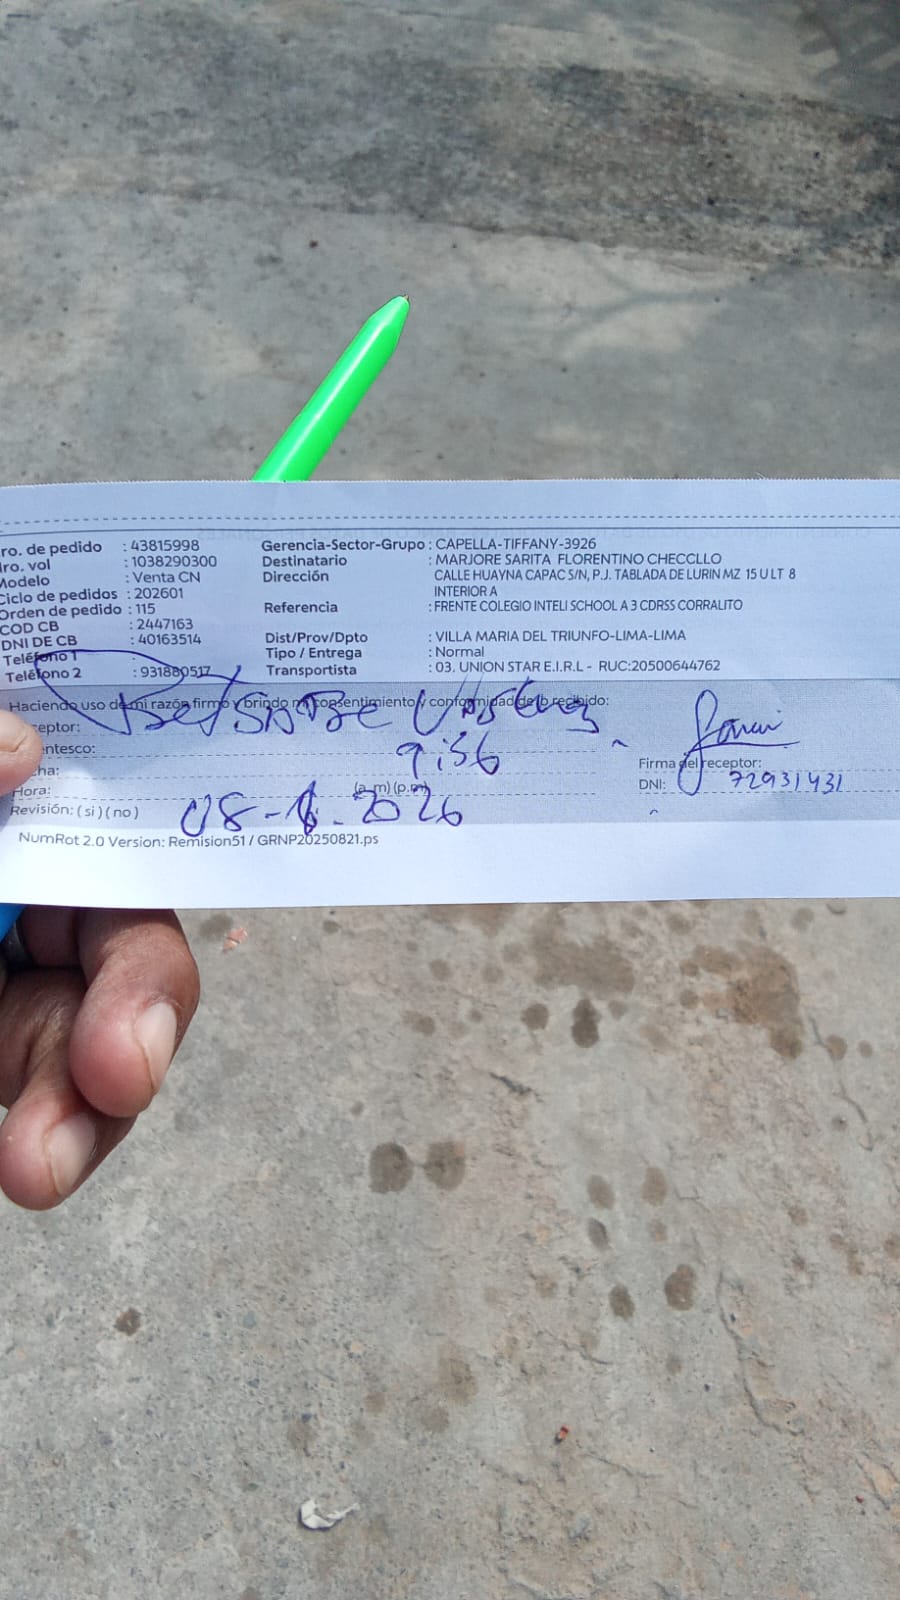 ro. de pedido : 43815998 Gerencia-Sector-Grupo : CAPELLA-TIFFANY-3926
ro. vol : 1038290300 Destinatario : MARJORE SARITA FLORENTINO CHECCLLO
Modelo : Venta CN Dirección CALLE HUAYNA CAPAC S/N, P.J. TABLADA DE LURIN MZ 15 U LT 8
Ciclo de pedidos : 202601 INTERIOR A
Orden de pedido : 115 Referencia : FRENTE COLEGIO INTELI SCHOOL A 3 CDRSS CORRALITO
COD CB : 2447163
DNI DE CB : 40163514 Dist/Prov/Dpto : VILLA MARIA DEL TRIUNFO-LIMA-LIMA
Teléfono 1 : Tipo / Entrega : Normal
Teléfono 2 : 931880517 Transportista : 03. UNION STAR E.I.R.L - RUC:20500644762
Haciendo uso de mi razón firmo y brindo mi consentimiento y conformidad de lo recibido:
ceptor:
entesco: 9:56
cha: Firma del receptor:
Hora: (a.m) (p.m) DNI: 72931431
Revisión: ( si ) ( no ) 08- 2026
NumRot 2.0 Version: Remision51 / GRNP20250821.ps